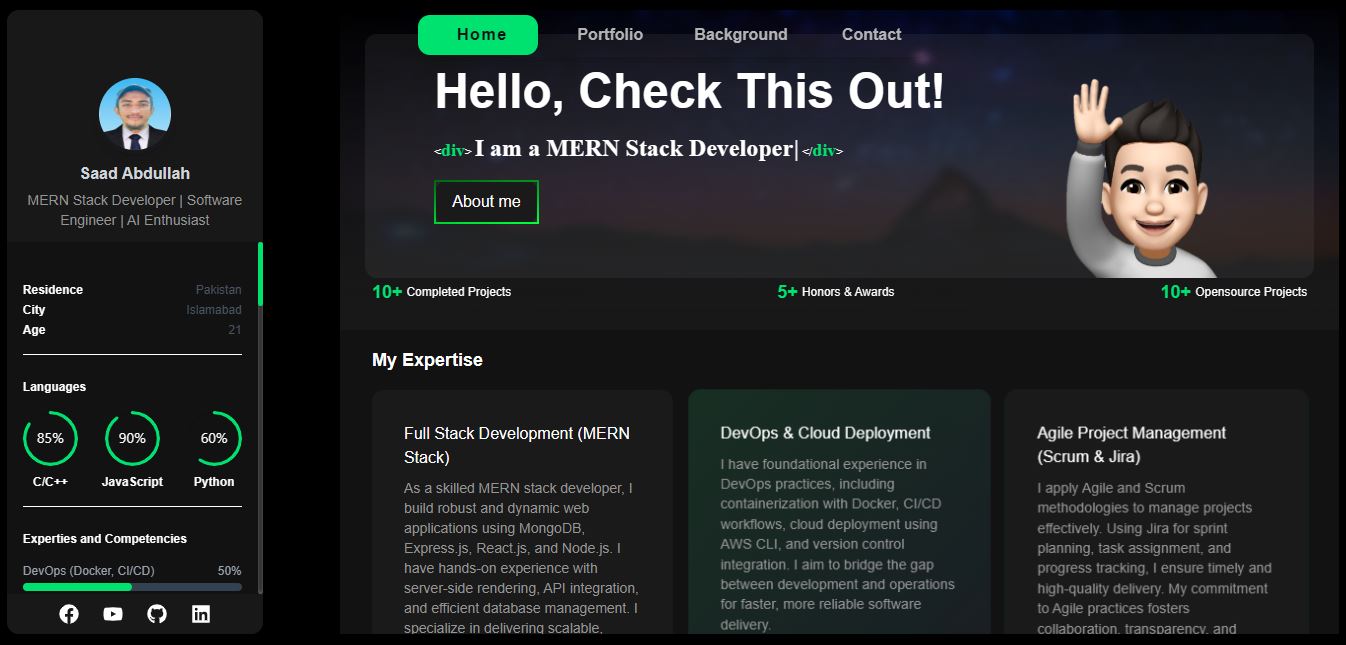 Saad Abdullah
MERN Stack Developer | Software
Engineer | AI Enthusiast
Residence Pakistan
City Islamabad
Age 21
Languages
85% 90% 60%
C/C++ JavaScript Python
Experties and Competencies
DevOps (Docker, CI/CD) 50%
Home Portfolio Background Contact
Hello, Check This Out!
<div> I am a MERN Stack Developer| </div>
About me
10+ Completed Projects 5+ Honors & Awards 10+ Opensource Projects
My Expertise
Full Stack Development (MERN
Stack)
As a skilled MERN stack developer, I
build robust and dynamic web
applications using MongoDB,
Express.js, React.js, and Node.js. I
have hands-on experience with
server-side rendering, API integration,
and efficient database management. I
specialize in delivering scalable,
DevOps & Cloud Deployment
I have foundational experience in
DevOps practices, including
containerization with Docker, CI/CD
workflows, cloud deployment using
AWS CLI, and version control
integration. I aim to bridge the gap
between development and operations
for faster, more reliable software
delivery.
Agile Project Management
(Scrum & Jira)
I apply Agile and Scrum
methodologies to manage projects
effectively. Using Jira for sprint
planning, task assignment, and
progress tracking, I ensure timely and
high-quality delivery. My commitment
to Agile practices fosters
collaboration, transparency, and